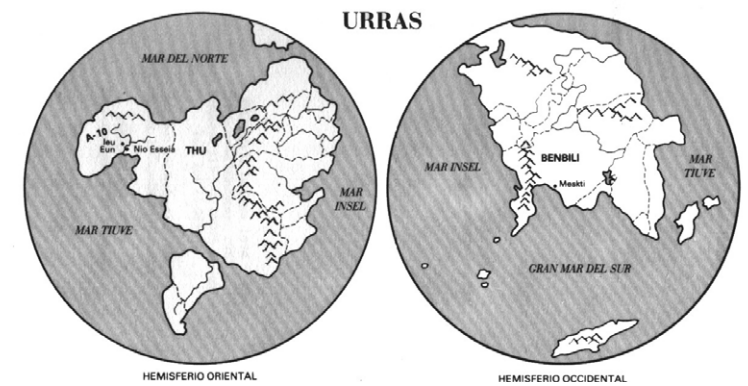 URRAS
MAR DEL NORTE
A-IO
Ieu
Eun
Nio Esseia
THU
MAR
INSEL
MAR TIUVE
HEMISFERIO ORIENTAL
MAR INSEL
BENBILI
Meskti
MAR
TIUVE
GRAN MAR DEL SUR
HEMISFERIO OCCIDENTAL